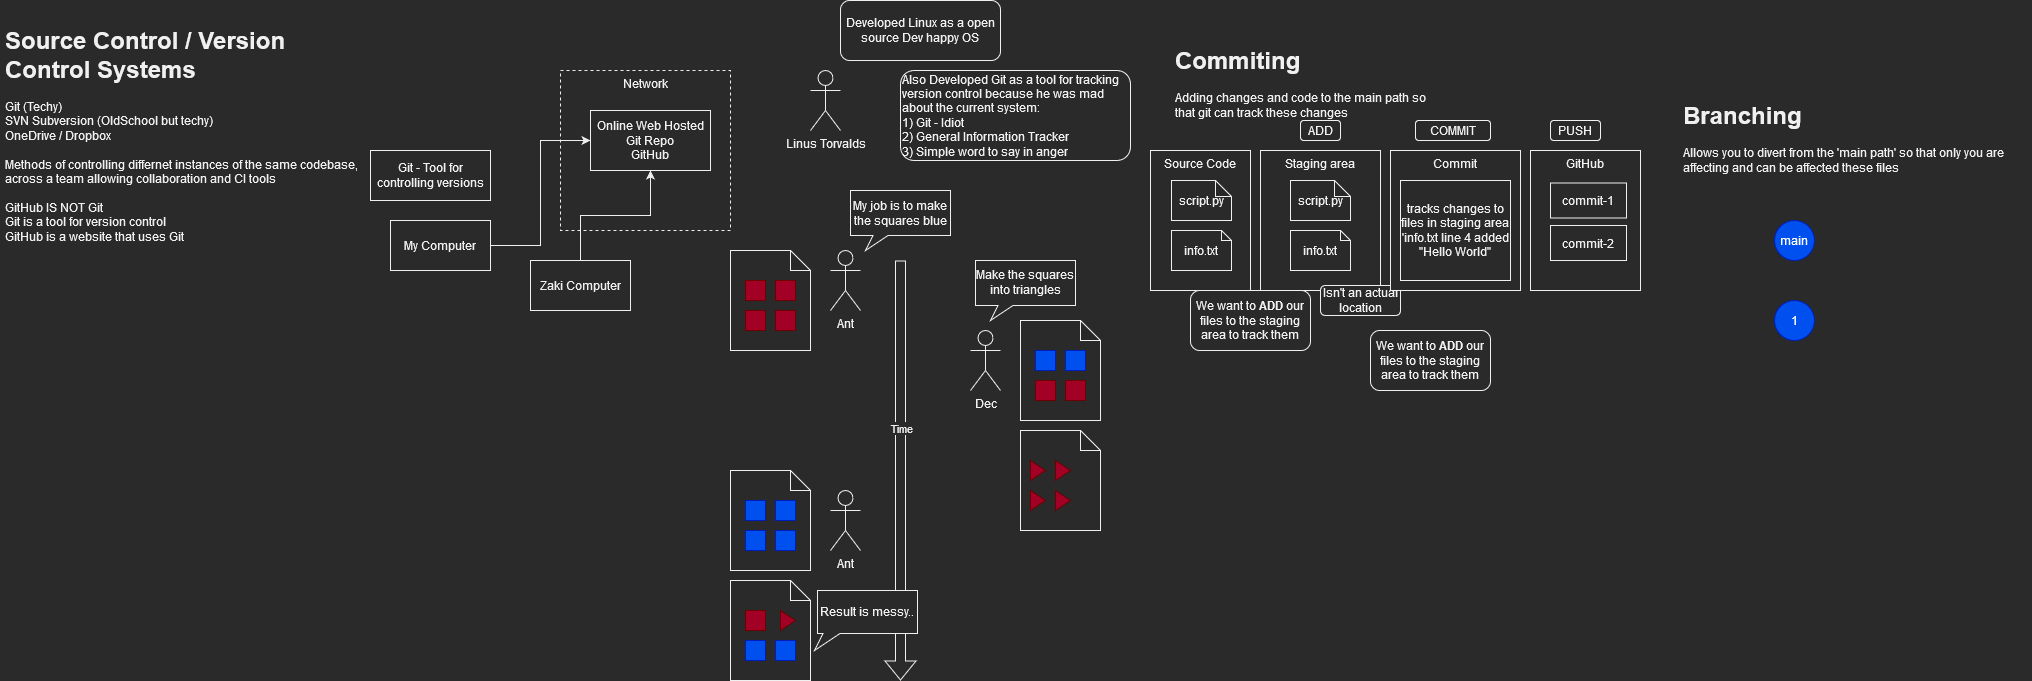 Source Control / Version
Control Systems
Git (Techy)
SVN Subversion (OldSchool but techy)
OneDrive / Dropbox
Methods of controlling differnet instances of the same codebase,
across a team allowing collaboration and CI tools
GitHub IS NOT Git
Git is a tool for version control
GitHub is a website that uses Git
Git - Tool for
controlling versions
My Computer
Zaki Computer
Network
Online Web Hosted
Git Repo
GitHub
Developed Linux as a open
source Dev happy OS
Linus Torvalds
Also Developed Git as a tool for tracking
version control because he was mad
about the current system:
1) Git - Idiot
2) General Information Tracker
3) Simple word to say in anger
My job is to make
the squares blue
Ant
Make the squares
into triangles
Dec
Time
Ant
Result is messy..
Commiting
Adding changes and code to the main path so
that git can track these changes
ADD
COMMIT
PUSH
Source Code
script.py
info.txt
Staging area
script.py
info.txt
Commit
tracks changes to
files in staging area
'info.txt line 4 added
"Hello World"
GitHub
commit-1
commit-2
We want to ADD our
files to the staging
area to track them
Isn't an actual
location
We want to ADD our
files to the staging
area to track them
Branching
Allows you to divert from the 'main path' so that only you are
affecting and can be affected these files
main
1